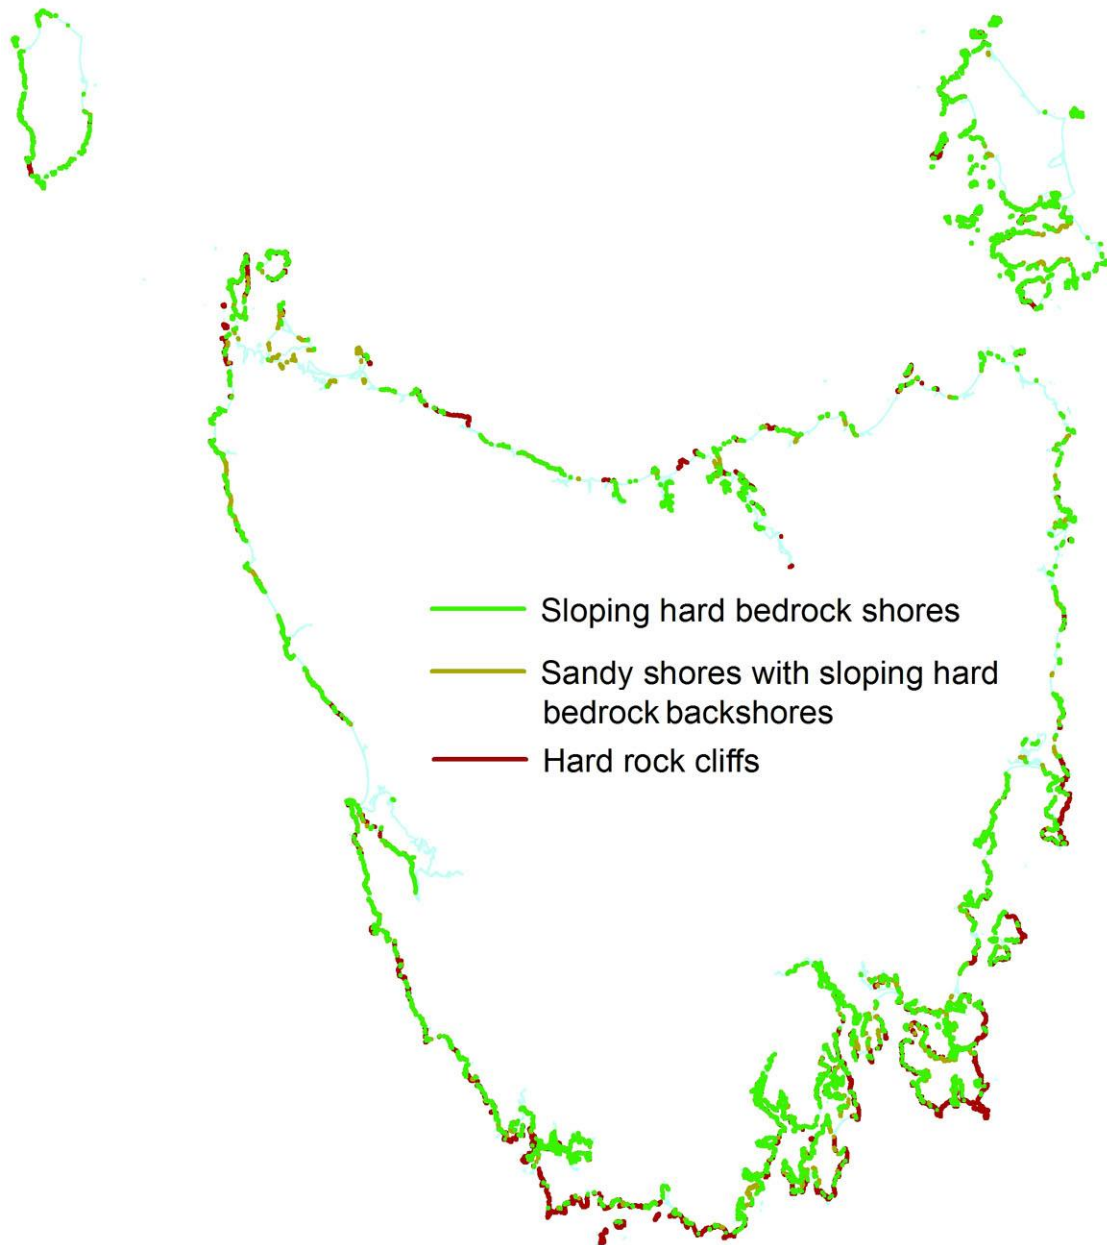 Sloping hard bedrock shores
Sandy shores with sloping hard
bedrock backshores
Hard rock cliffs